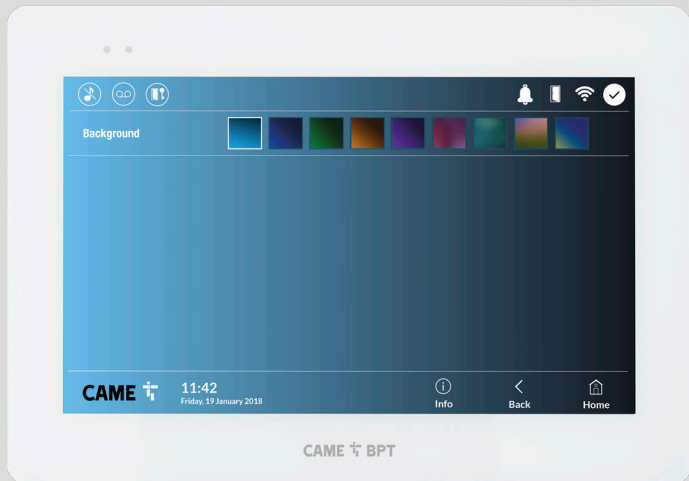 Background
CAME
11:42
Friday, 19 January 2018
Info
Back
Home
CAME BPT